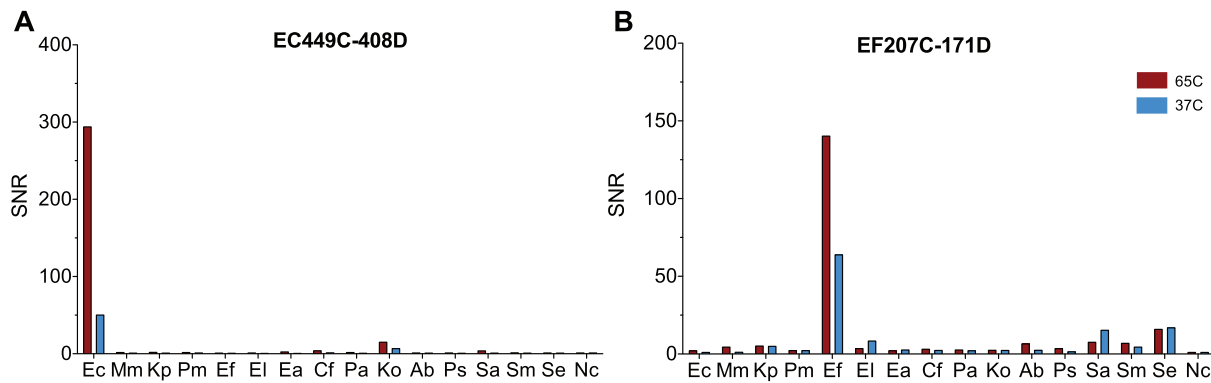 A
EC449C-408D
400
300
200
100
0
SNR
Ec Mm Kp Pm Ef El Ea Cf Pa Ko Ab Ps Sa Sm Se Nc
B
EF207C-171D
200
150
100
50
0
SNR
65C
37C
Ec Mm Kp Pm Ef El Ea Cf Pa Ko Ab Ps Sa Sm Se Nc